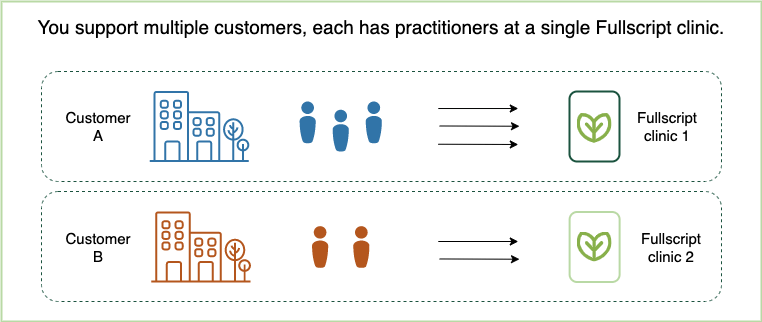 You support multiple customers, each has practitioners at a single Fullscript clinic.
Customer
A
Fullscript
clinic 1
Customer
B
Fullscript
clinic 2